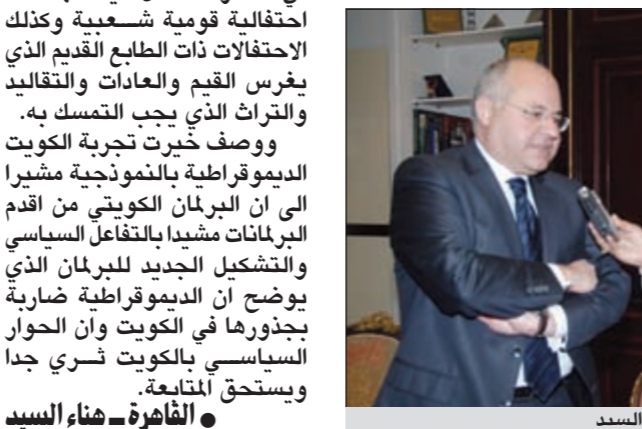 احتفالية قومية شعبية وكذلك
الاحتفالات ذات الطابع القديم الذي
يغرس القيم والعادات والتقاليد
والتراث الذي يجب التمسك به.
ووصف خيرت تجربة الكويت
الديموقراطية بالنموذجية مشيرا
الى ان البرلمان الكويتي من اقدم
البرلمانات مشيدا بالتفاعل السياسي
والتشكيل الجديد للبرلمان الذي
يوضح ان الديموقراطية ضاربة
بجذورها في الكويت وان الحوار
السياسي بالكويت ثري جدا
ويستحق المتابعة.
● القاهرة ـ هناء السيد
السيد